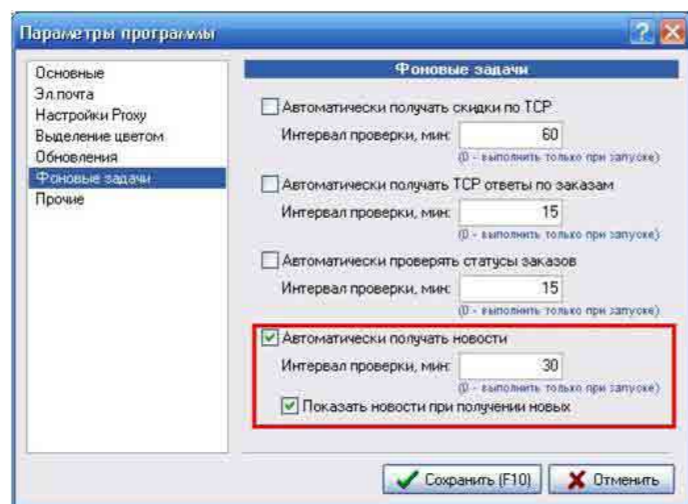 Параметры программы
Основные
Эл.почта
Настройки Proxy
Выделение цветом
Обновления
Фоновые задачи
Прочие
Фоновые задачи
Автоматически получать скидки по TCP
Интервал проверки, мин: 60
(0 - выполнить только при запуске)
Автоматически получать TCP ответы по заказам
Интервал проверки, мин: 15
(0 - выполнить только при запуске)
Автоматически проверять статусы заказов
Интервал проверки, мин: 15
(0 - выполнить только при запуске)
Автоматически получать новости
Интервал проверки, мин: 30
(0 - выполнить только при запуске)
Показать новости при получении новых
Сохранить (F10) Отменить